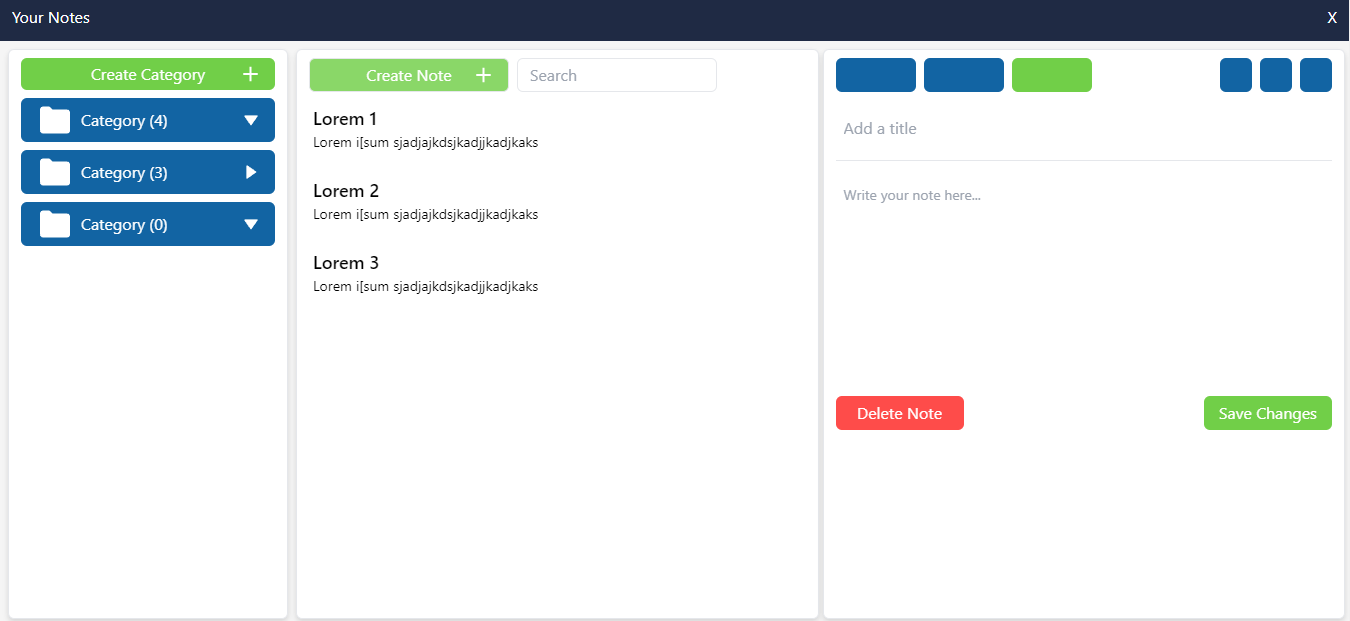 Your Notes
X
Create Category
Category (4)
Category (3)
Category (0)
Create Note
Search
Lorem 1
Lorem i[sum sjadjajkdsjkadjjkadjkaks
Lorem 2
Lorem i[sum sjadjajkdsjkadjjkadjkaks
Lorem 3
Lorem i[sum sjadjajkdsjkadjjkadjkaks
Add a title
Write your note here...
Delete Note
Save Changes